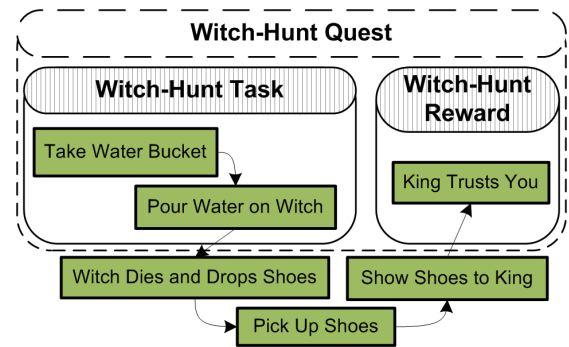 Witch-Hunt Quest
Witch-Hunt Task
Witch-Hunt
Reward
Take Water Bucket
Pour Water on Witch
King Trusts You
Witch Dies and Drops Shoes
Show Shoes to King
Pick Up Shoes